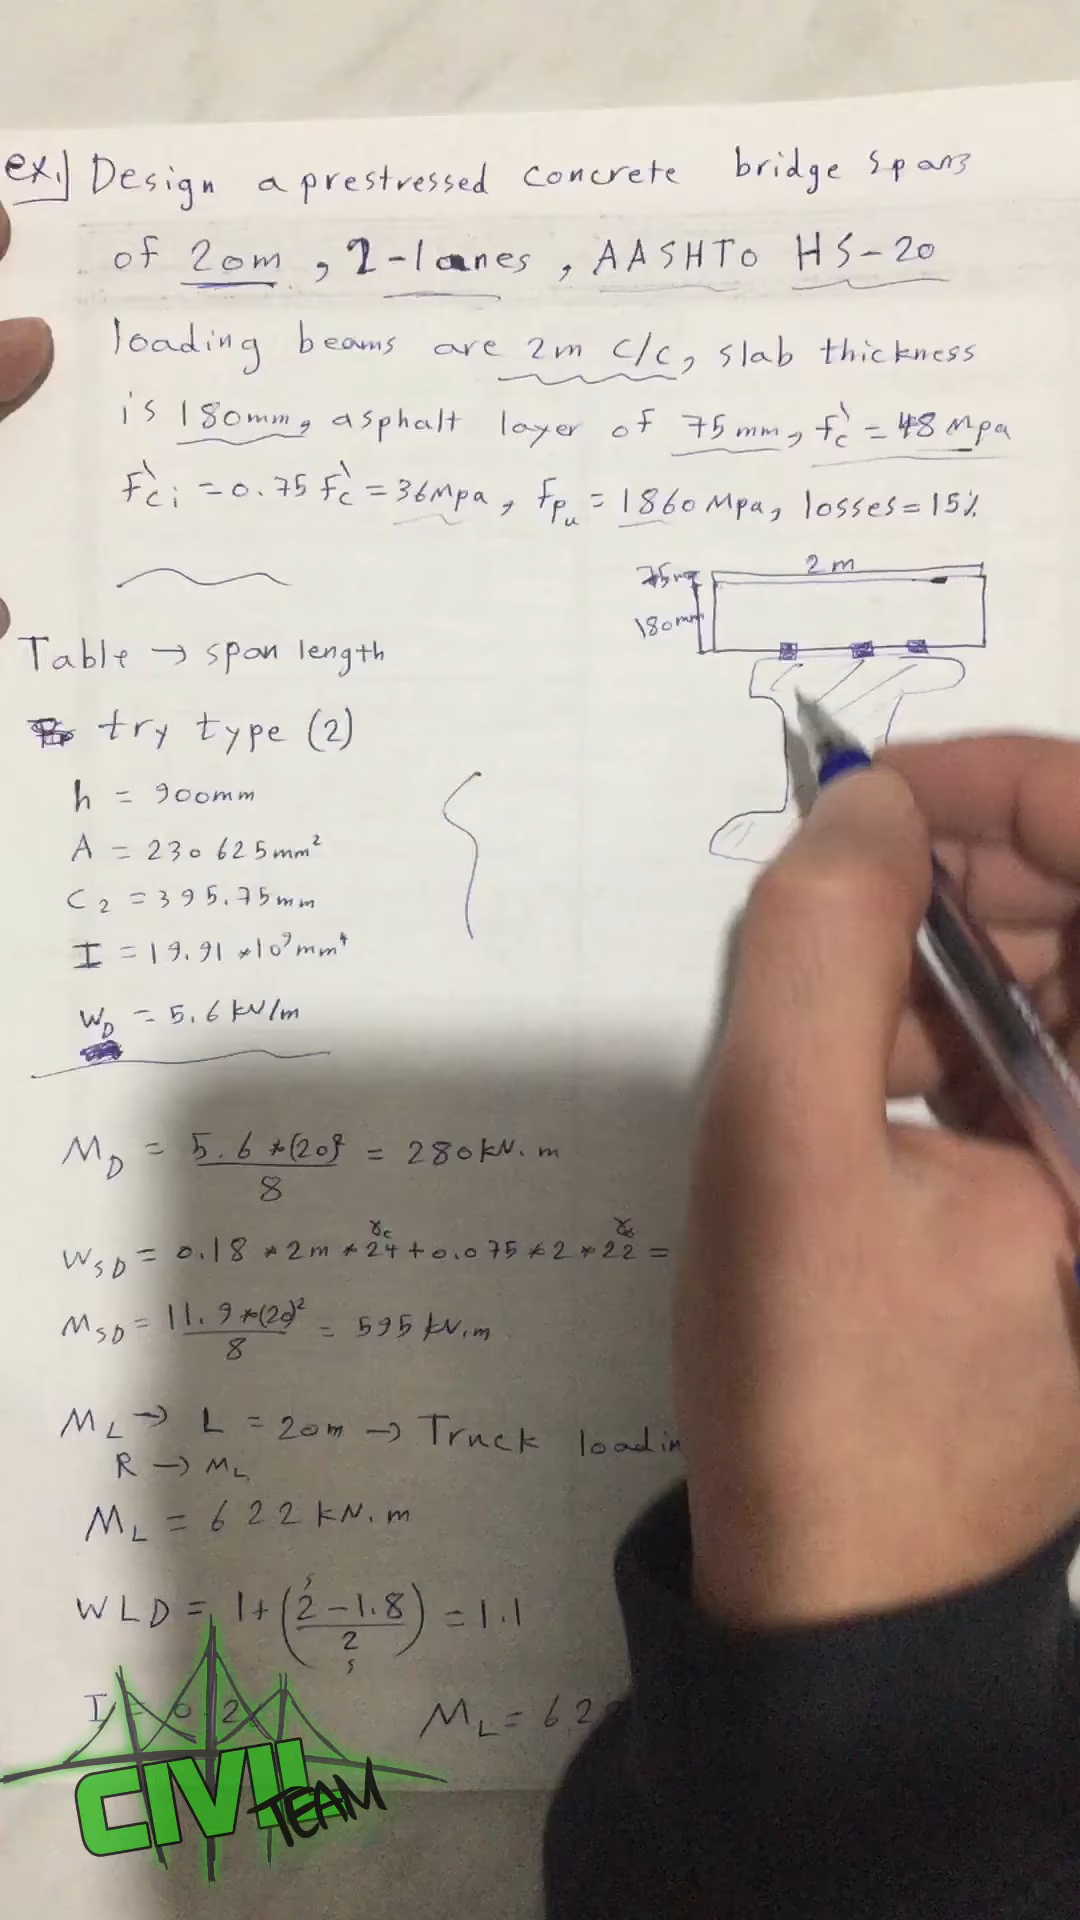 ex.] Design a prestressed concrete bridge spans
of 20m, 2-lanes, AASHTO HS-20
loading beams are 2m c/c, slab thickness
is 180mm, asphalt layer of 75mm, f'c = 48 Mpa
f'ci = 0.75 f'c = 36 Mpa, Fpu = 1860 Mpa, losses = 15%
2m
180mm
Table → span length
try type (2)
h = 900mm
A = 230625mm²
C2 = 395.75mm
I = 19.91*10⁹mm⁴
WD = 5.6 kN/m
MD = 5.6*(20)²/8 = 280kN.m
γc
WSD = 0.18 * 2m * 24 + 0.075 * 2 * 22 =
MSD = 11.9*(20)²/8 = 595 kN.m
ML → L = 20m → Truck loadin
R → ML
ML = 622 kN.m
WLD = 1 + (2 - 1.8 / 2) = 1.1
s
s
ML = 62
CIVIL
TEAM